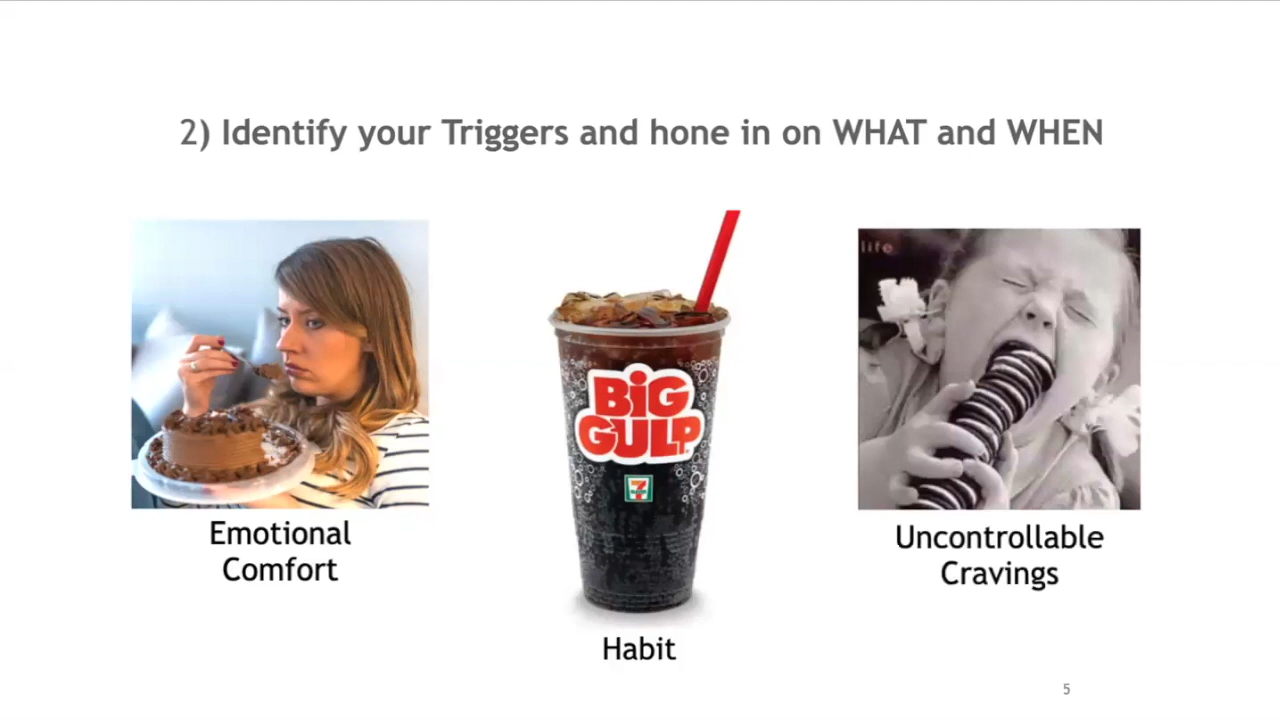 2) Identify your Triggers and hone in on WHAT and WHEN
life
BiG
GULP
7
Emotional
Comfort
Uncontrollable
Cravings
Habit
5